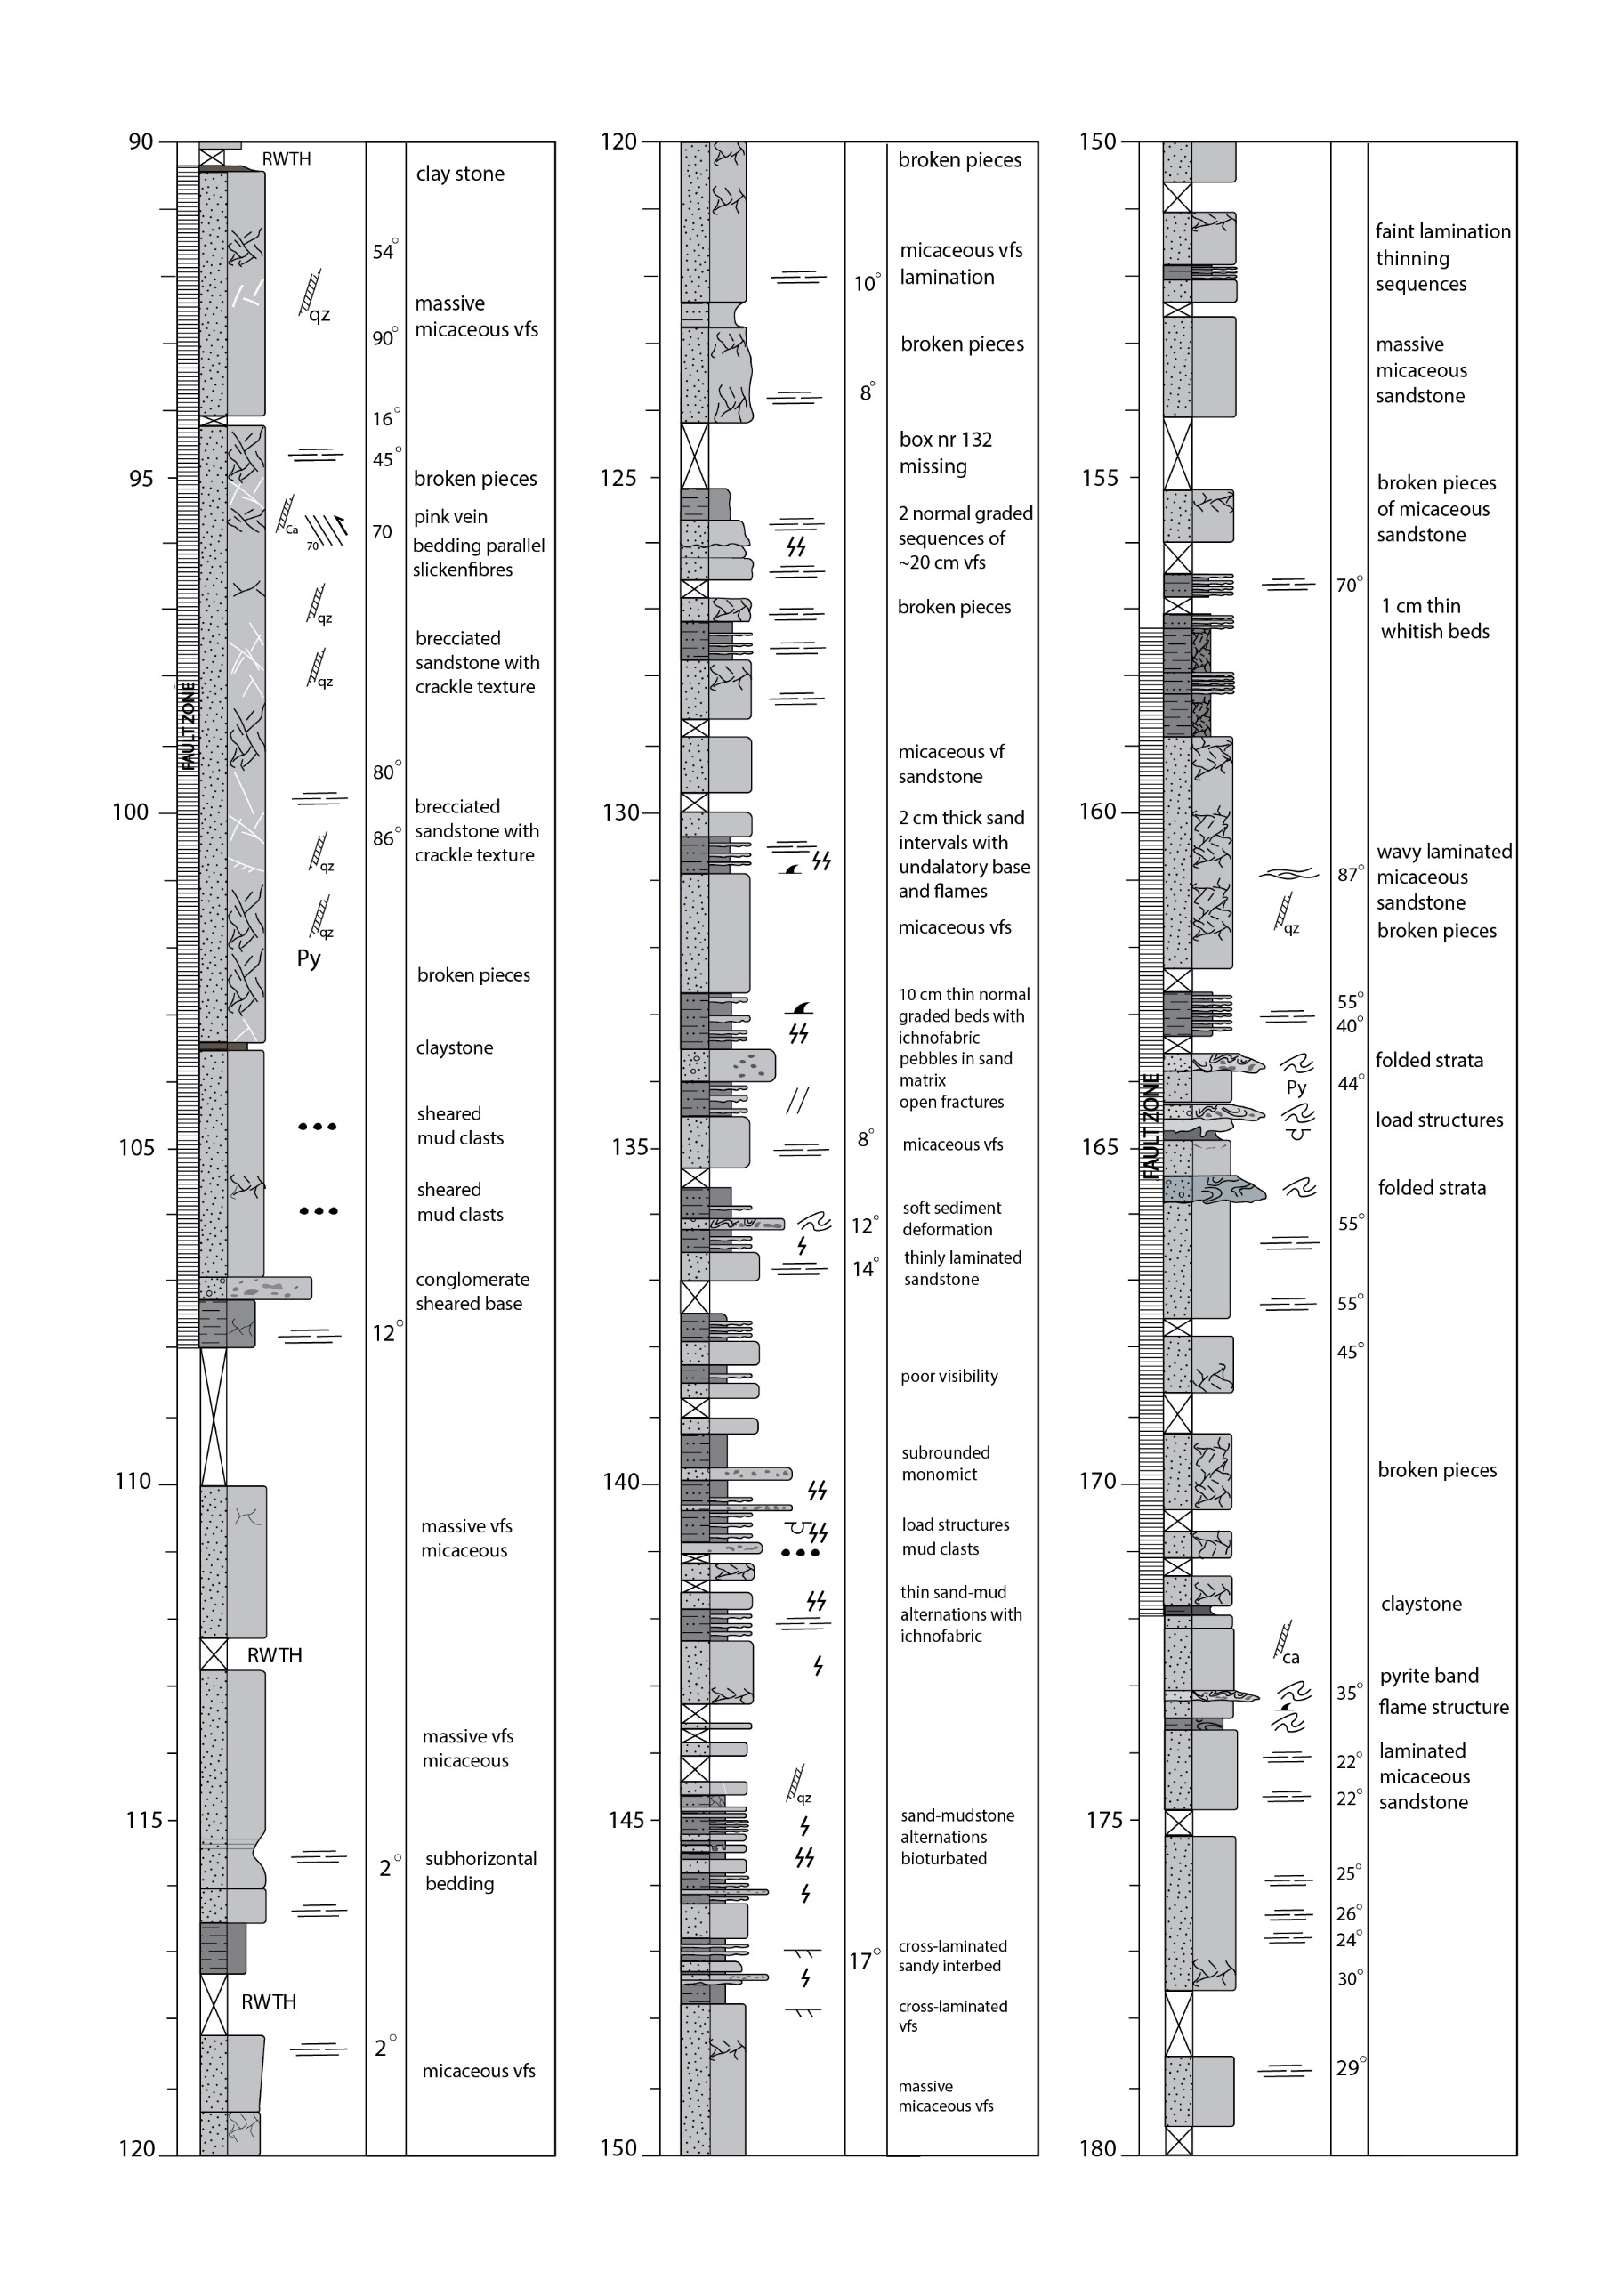 90
RWTH
clay stone
54°
qz
massive
micaceous vfs
90°
16°
45°
95
broken pieces
Ca
70
70
pink vein
bedding parallel
slickenfibres
qz
brecciated
sandstone with
crackle texture
qz
FAULT ZONE
80°
100
brecciated
sandstone with
crackle texture
86°
qz
qz
Py
broken pieces
claystone
sheared
mud clasts
105
sheared
mud clasts
conglomerate
sheared base
12°
110
massive vfs
micaceous
RWTH
massive vfs
micaceous
115
2°
subhorizontal
bedding
RWTH
2°
micaceous vfs
120
120
broken pieces
micaceous vfs
lamination
10°
broken pieces
8°
box nr 132
missing
125
2 normal graded
sequences of
~20 cm vfs
broken pieces
micaceous vf
sandstone
130
2 cm thick sand
intervals with
undalatory base
and flames
micaceous vfs
10 cm thin normal
graded beds with
ichnofabric
pebbles in sand
matrix
open fractures
135
8°
micaceous vfs
soft sediment
deformation
12°
thinly laminated
sandstone
14°
poor visibility
subrounded
monomict
140
load structures
mud clasts
thin sand-mud
alternations with
ichnofabric
qz
145
sand-mudstone
alternations
bioturbated
17°
cross-laminated
sandy interbed
cross-laminated
vfs
massive
micaceous vfs
150
150
faint lamination
thinning
sequences
massive
micaceous
sandstone
155
broken pieces
of micaceous
sandstone
70°
1 cm thin
whitish beds
160
wavy laminated
micaceous
sandstone
87°
qz
broken pieces
55°
40°
folded strata
Py
44°
load structures
FAULT ZONE
165
folded strata
55°
55°
45°
170
broken pieces
claystone
ca
pyrite band
35°
flame structure
laminated
micaceous
sandstone
22°
22°
175
25°
26°
24°
30°
29°
180